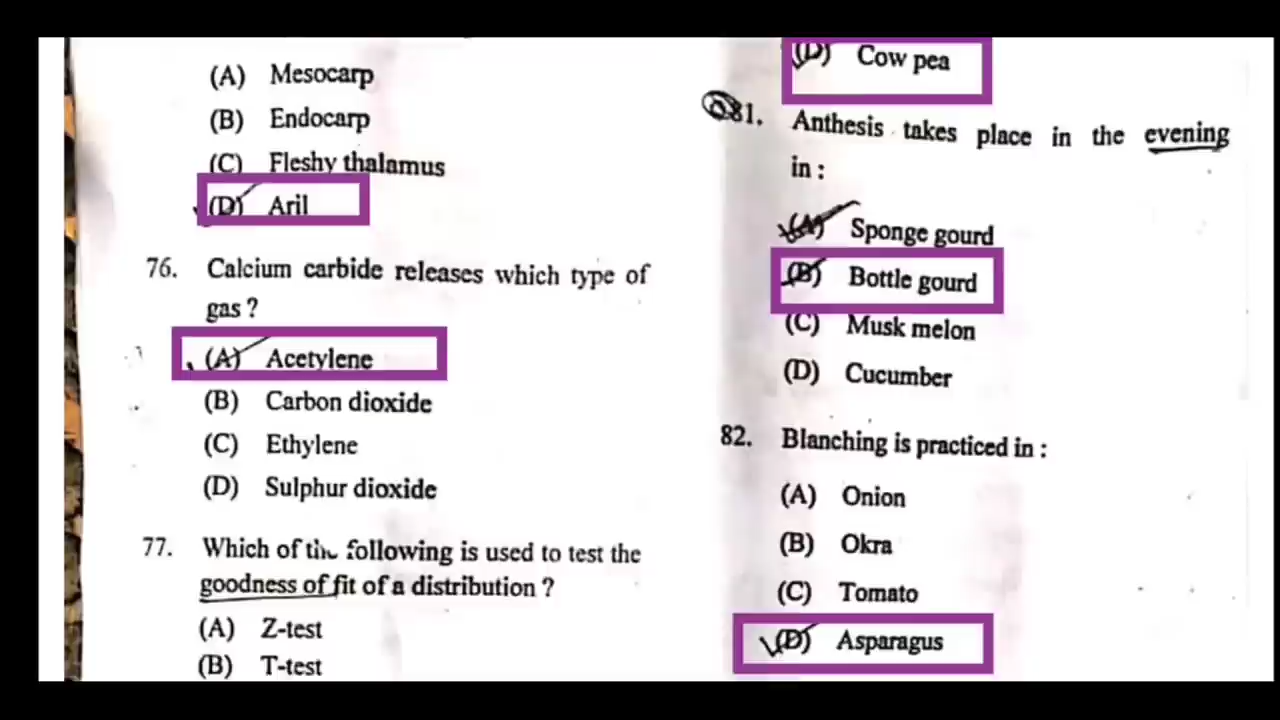 (A) Mesocarp
(B) Endocarp
(C) Fleshy thalamus
(D) Aril
76. Calcium carbide releases which type of
gas ?
(A) Acetylene
(B) Carbon dioxide
(C) Ethylene
(D) Sulphur dioxide
77. Which of the following is used to test the
goodness of fit of a distribution ?
(A) Z-test
(B) T-test
(D) Cow pea
81. Anthesis takes place in the evening
in :
(A) Sponge gourd
(B) Bottle gourd
(C) Musk melon
(D) Cucumber
82. Blanching is practiced in :
(A) Onion
(B) Okra
(C) Tomato
(D) Asparagus